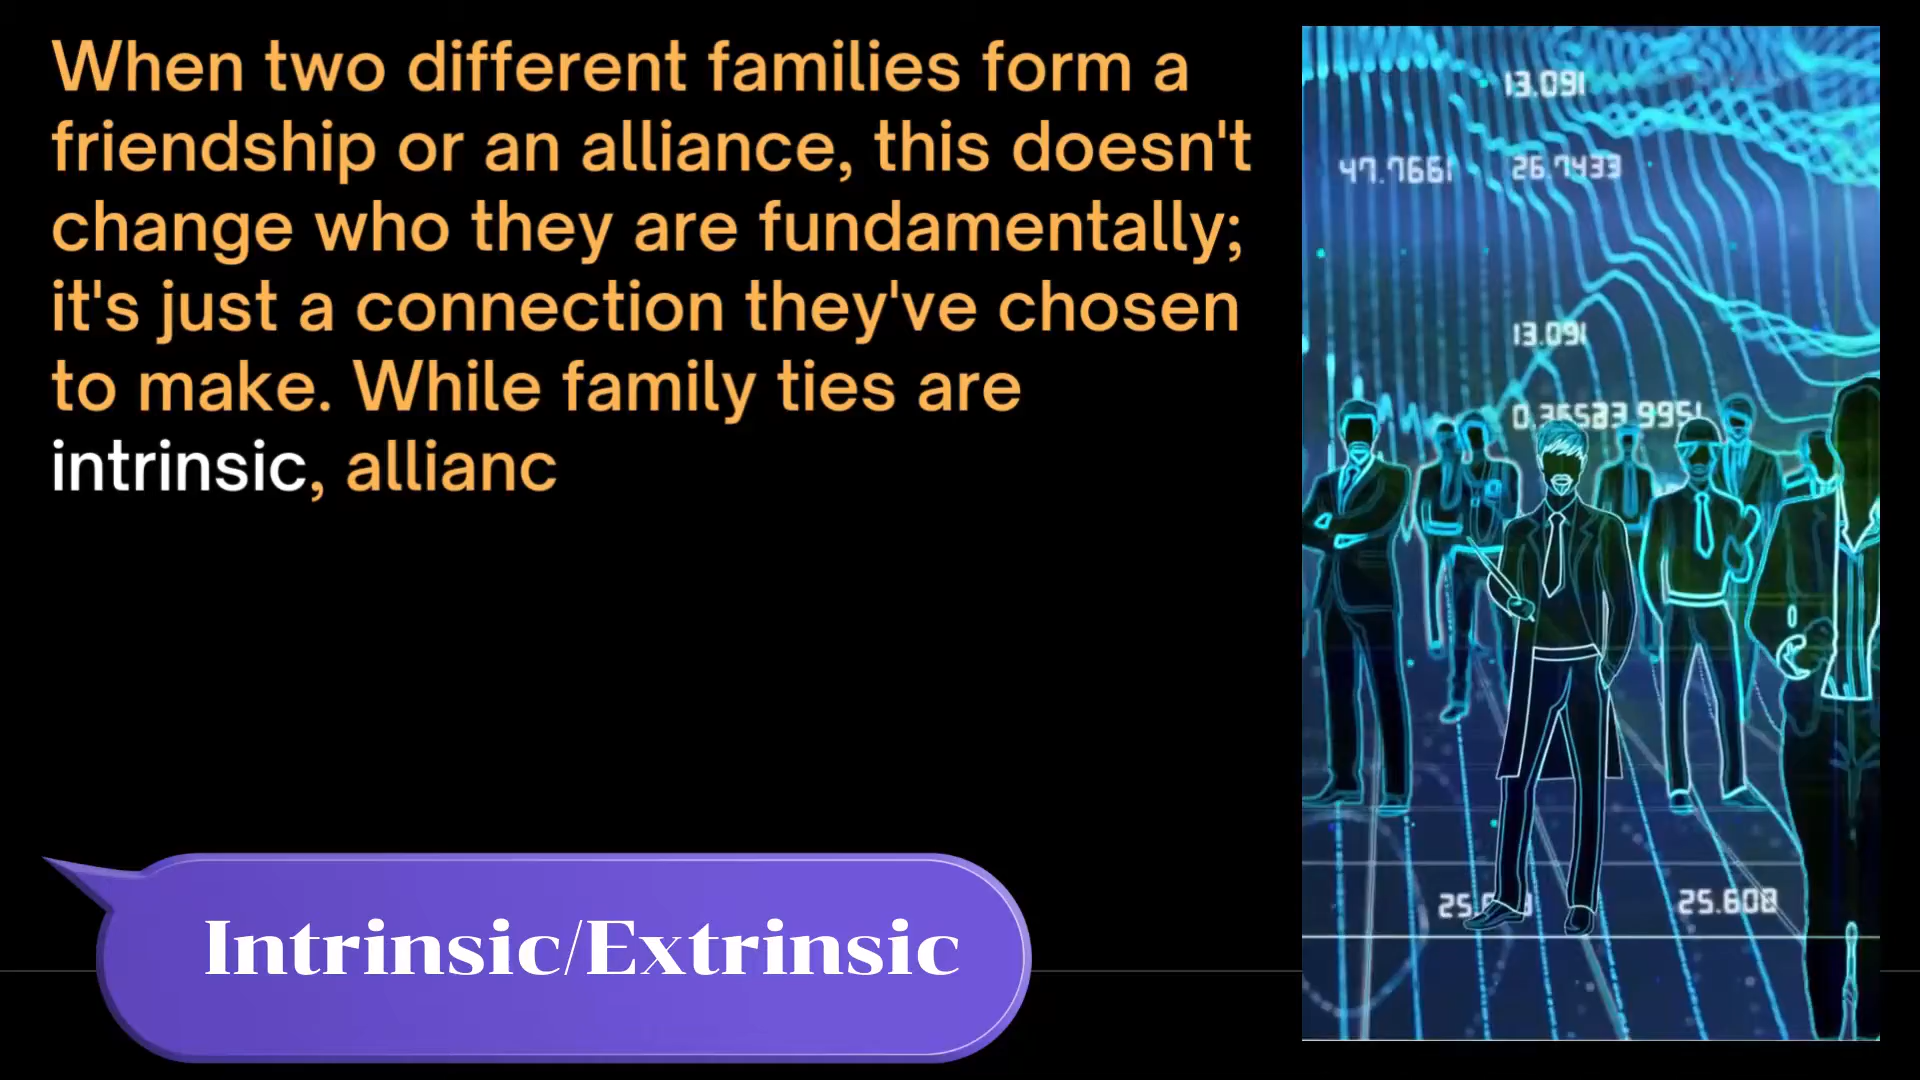 When two different families form a
friendship or an alliance, this doesn't
change who they are fundamentally;
it's just a connection they've chosen
to make. While family ties are
intrinsic, allianc
13.091
47.7661 26.7433
13.091
25.608
Intrinsic/Extrinsic